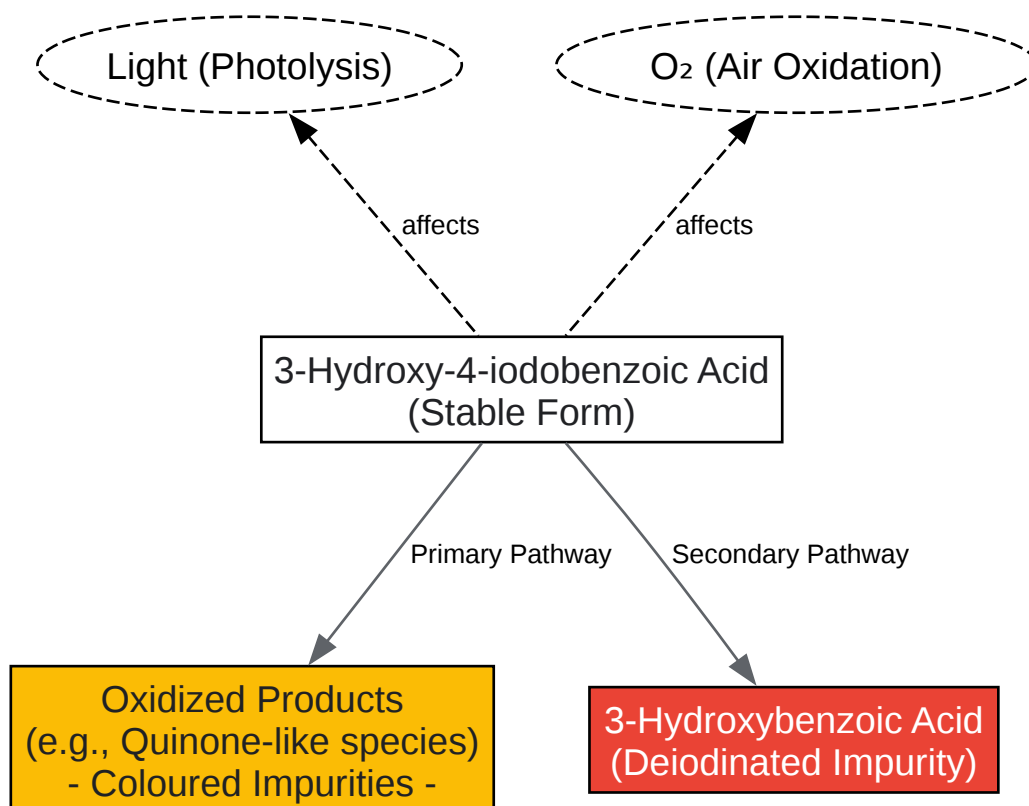 Light (Photolysis)
O₂ (Air Oxidation)
affects
affects
3-Hydroxy-4-iodobenzoic Acid
(Stable Form)
Primary Pathway
Secondary Pathway
Oxidized Products
(e.g., Quinone-like species)
- Coloured Impurities -
3-Hydroxybenzoic Acid
(Deiodinated Impurity)